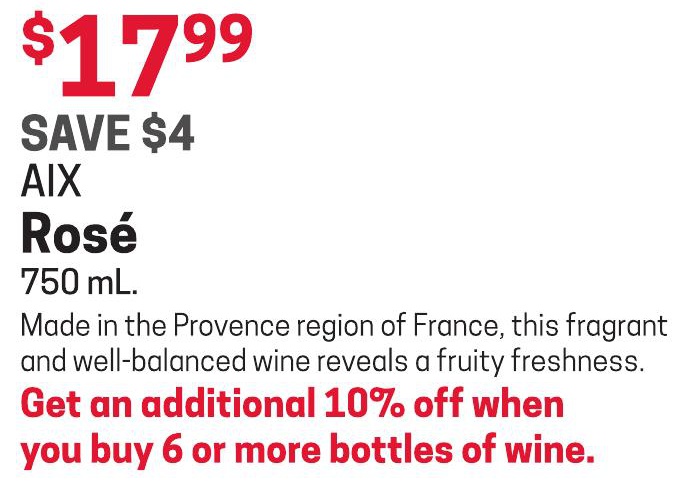 $17 99
SAVE $4
AIX
Rosé
750 mL.
Made in the Provence region of France, this fragrant
and well-balanced wine reveals a fruity freshness.
Get an additional 10% off when
you buy 6 or more bottles of wine.